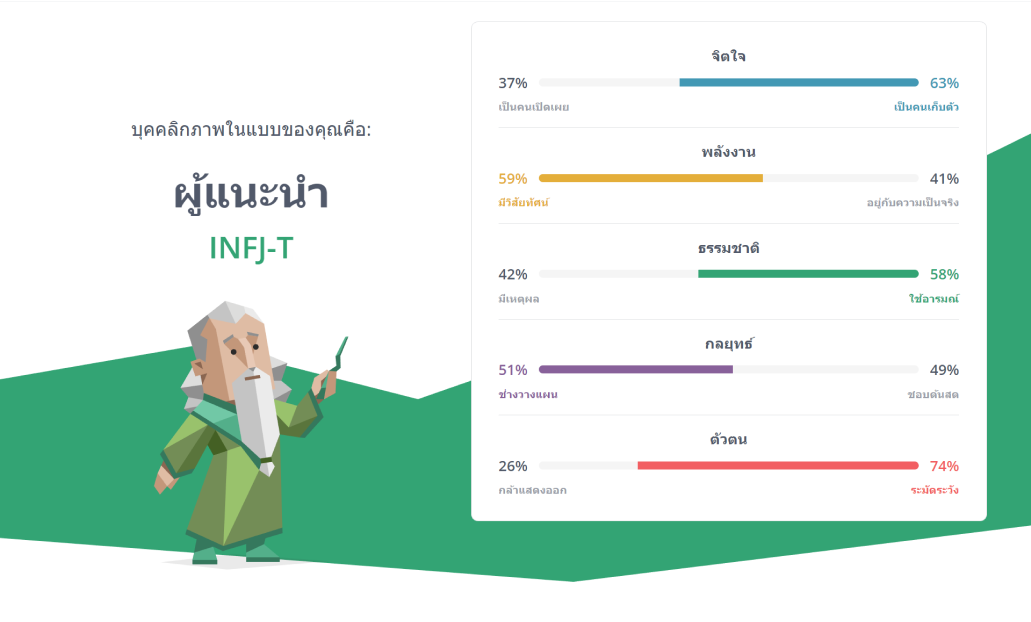 บุคคลิกภาพในแบบของคุณคือ:
ผู้แนะนำ
INFJ-T
จิตใจ
37% 63%
เป็นคนเปิดเผย เป็นคนเก็บตัว
พลังงาน
59% 41%
มีวิสัยทัศน์ อยู่กับความเป็นจริง
ธรรมชาติ
42% 58%
มีเหตุผล ใช้อารมณ์
กลยุทธ์
51% 49%
ช่างวางแผน ชอบด้นสด
ตัวตน
26% 74%
กล้าแสดงออก ระมัดระวัง